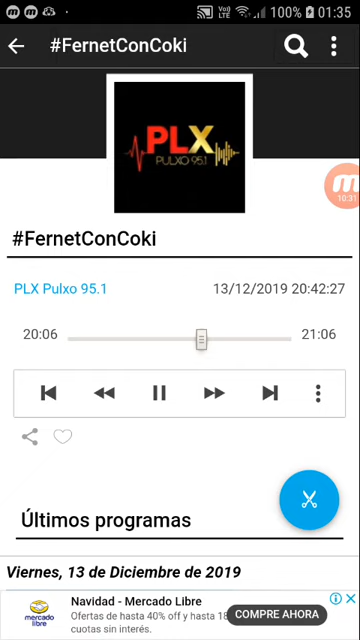 Vo))
LTE
100%
01:35
#FernetConCoki
PLX
PULXO 95.1
10:31
#FernetConCoki
PLX Pulxo 95.1
13/12/2019 20:42:27
20:06
21:06
Últimos programas
Viernes, 13 de Diciembre de 2019
mercado
libre
Navidad - Mercado Libre
Ofertas de hasta 40% off y hasta 18
cuotas sin interés.
COMPRE AHORA